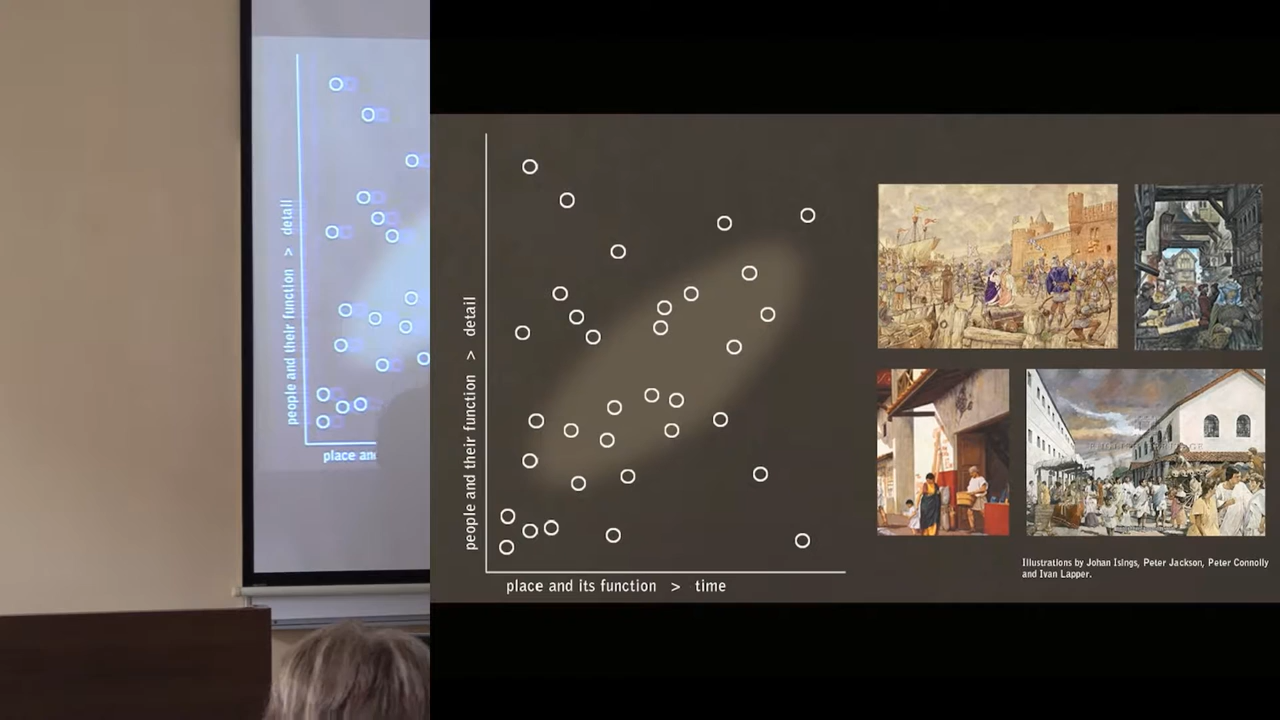 people and their function > detail
place an
people and their function > detail
place and its function > time
Illustrations by Johan Isings, Peter Jackson, Peter Connolly
and Ivan Lapper.